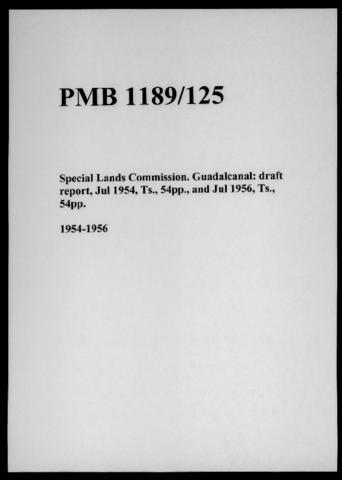 PMB 1189/125
Special Lands Commission. Guadalcanal: draft
report, Jul 1954, Ts., 54pp., and Jul 1956, Ts.,
54pp.
1954-1956